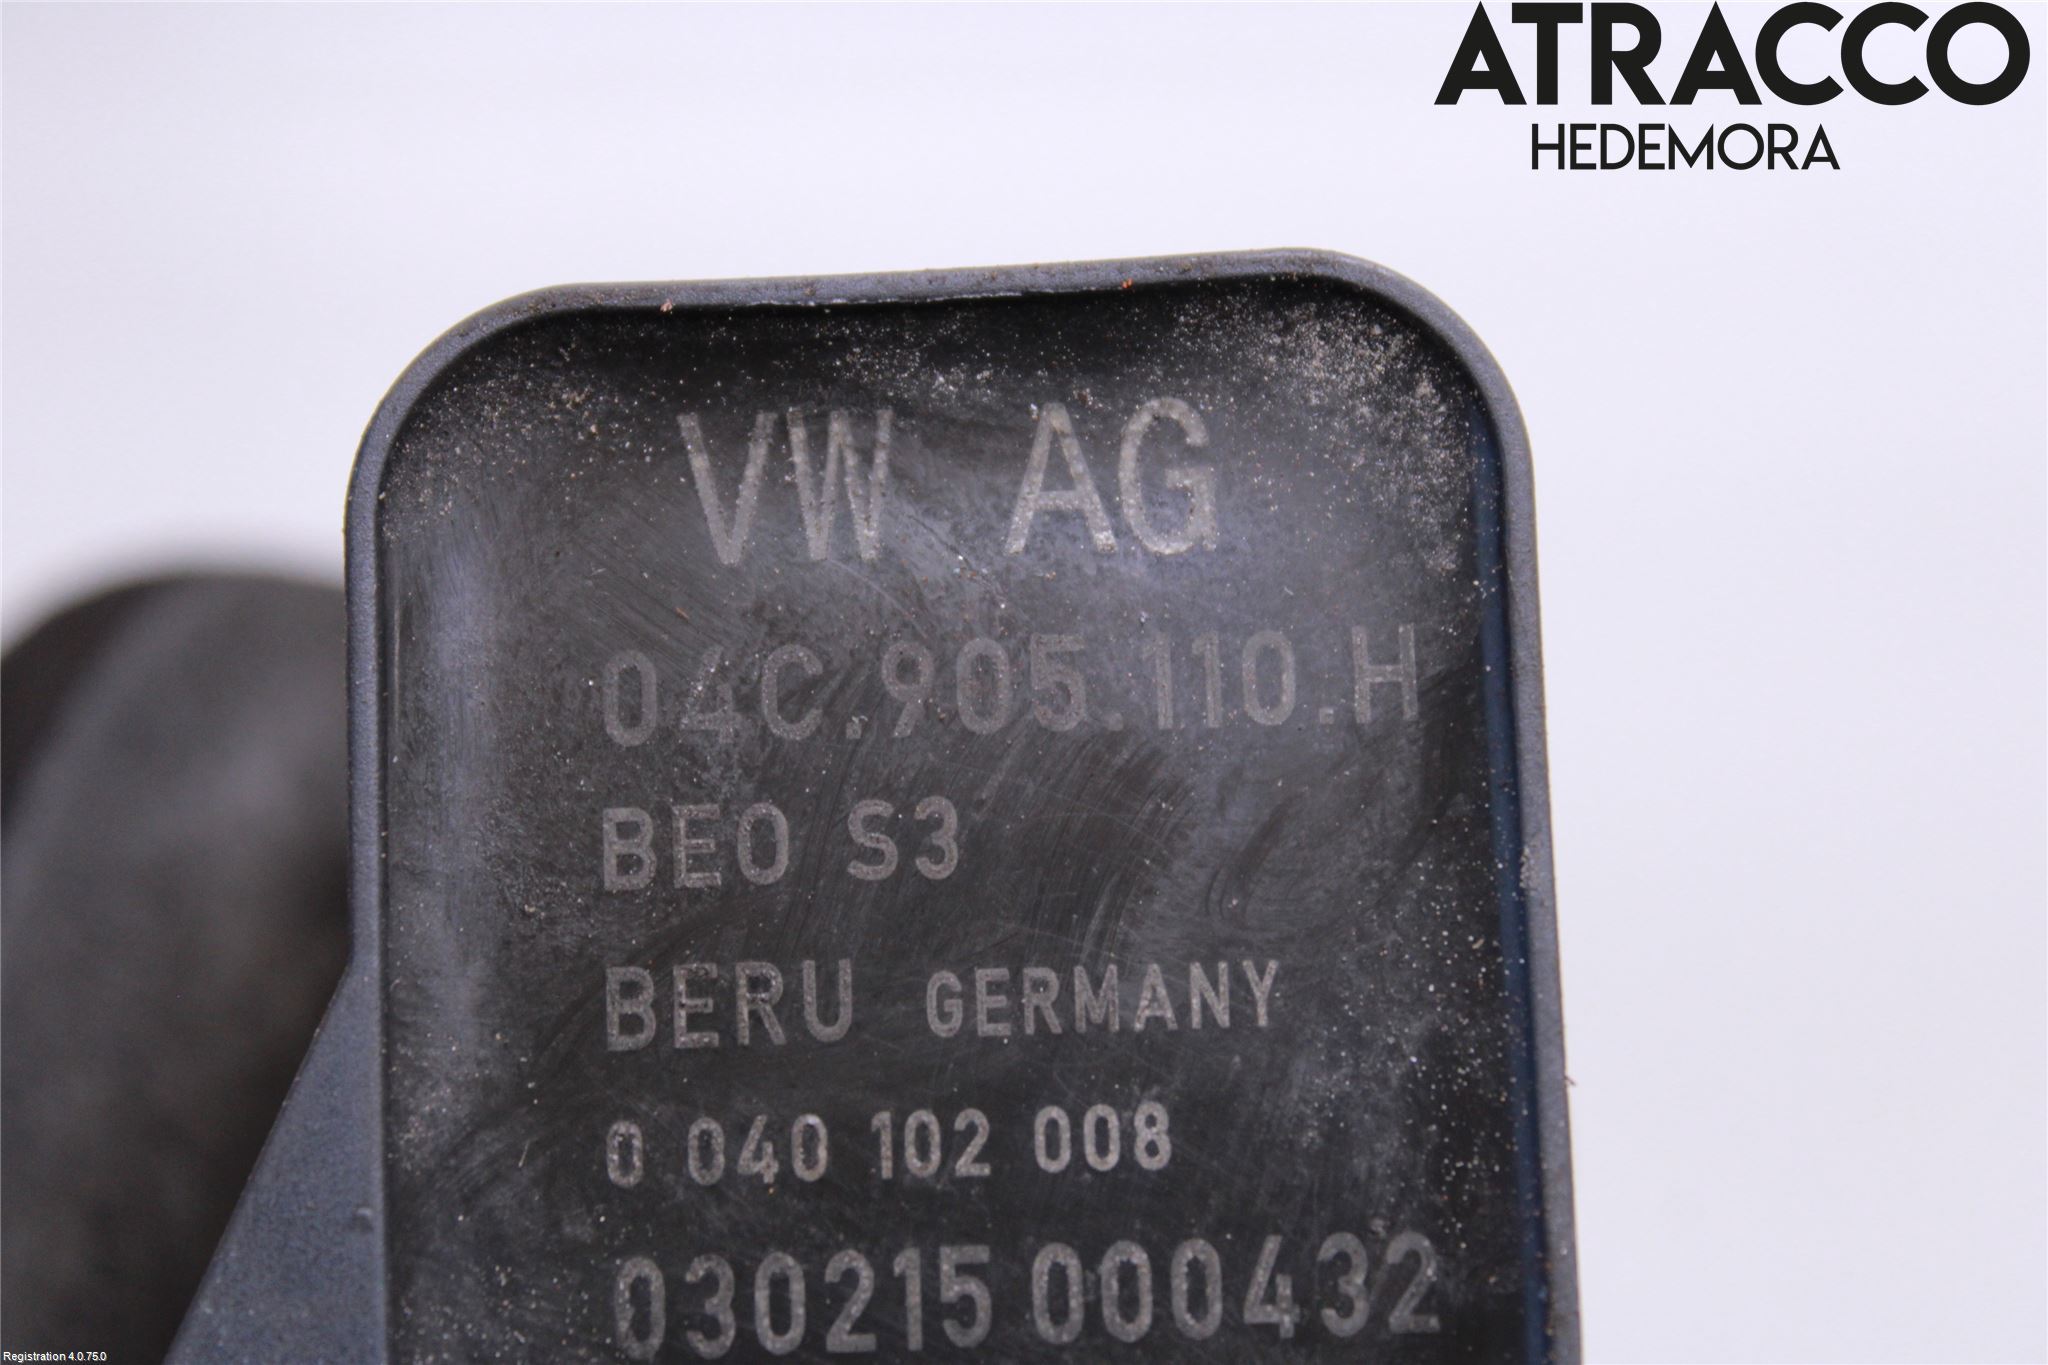 ATRACCO
HEDEMORA
VW AG
04C.905.110.H
BEO S3
BERU GERMANY
0 040 102 008
030215 000432
Registration 4.0.75.0